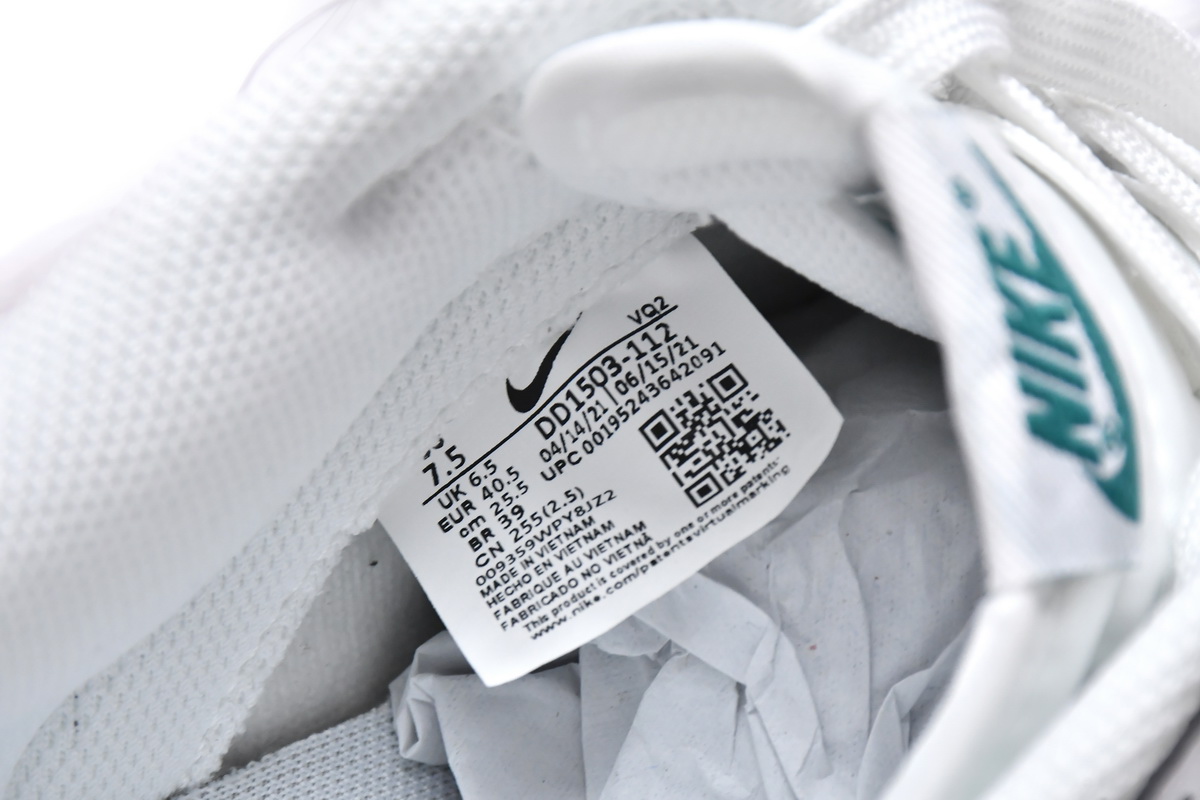 VQ2
7.5
DD1503-112
UK 6.5
04/14/21 | 06/15/21
EUR 40.5
UPC 00195243642091
cm 25.5
BR 39
CN 255(2.5)
009359WPY8JZ2
MADE IN VIETNAM
HECHO EN VIETNAM
FABRIQUE AU VIETNAM
FABRICADO NO VIETNÃ
This product is covered by one or more patents.
www.nike.com/patentsvirtualmarking
NIKE